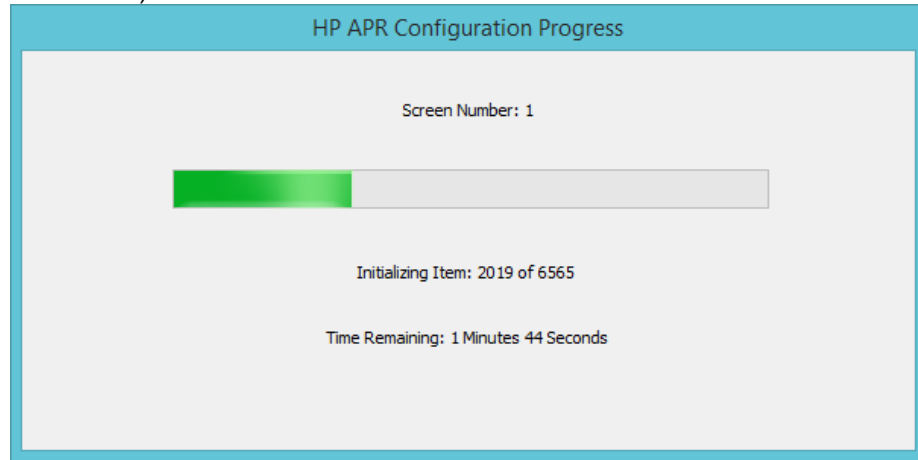 HP APR Configuration Progress
Screen Number: 1
Initializing Item: 2019 of 6565
Time Remaining: 1 Minutes 44 Seconds